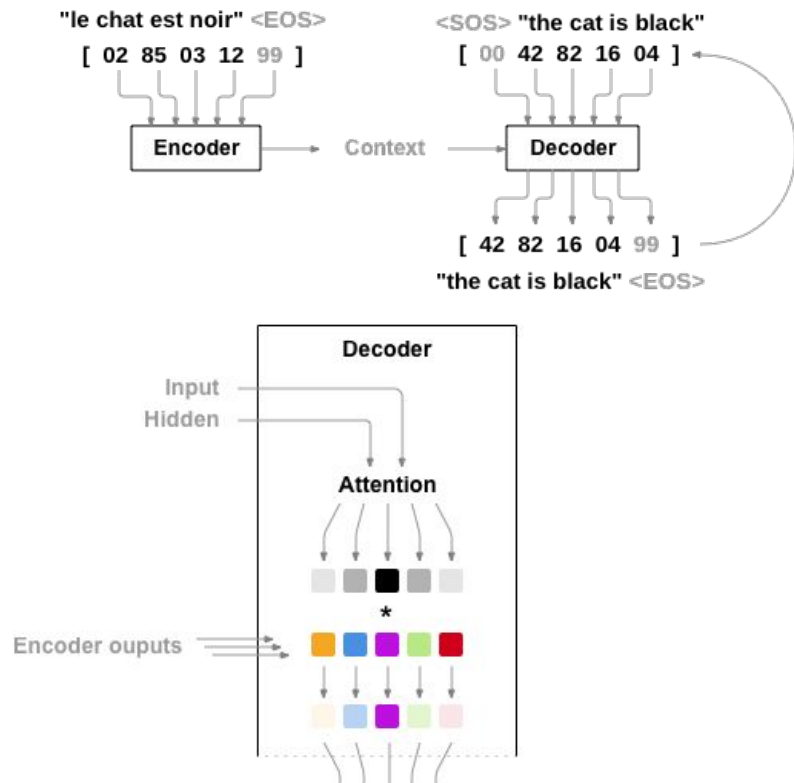 "le chat est noir" <EOS>
[ 02 85 03 12 99 ]
Encoder
Context
<SOS> "the cat is black"
[ 00 42 82 16 04 ]
Decoder
[ 42 82 16 04 99 ]
"the cat is black" <EOS>
Decoder
Input
Hidden
Attention
*
Encoder ouputs